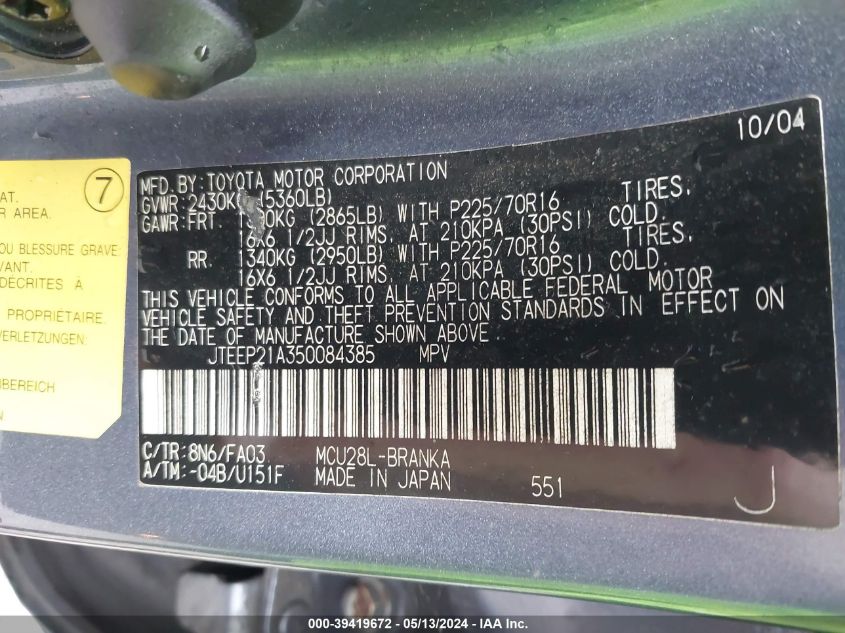 10/04
MFD. BY: TOYOTA MOTOR CORPORATION
GVWR: (5360LB)
GAWR: FRT. (2865LB) WITH P225/70R16 TIRES,
16X6 1/2JJ RIMS, AT 210KPA (30PSI) COLD.
RR. 1340KG (2950LB) WITH P225/70R16 TIRES,
16X6 1/2JJ RIMS, AT 210KPA (30PSI) COLD.
THIS VEHICLE CONFORMS TO ALL APPLICABLE FEDERAL MOTOR
VEHICLE SAFETY AND THEFT PREVENTION STANDARDS IN EFFECT ON
THE DATE OF MANUFACTURE SHOWN ABOVE.
JTEEP21A350084385 MPV
C/TR: 8N6/FA03 MCU28L-BRANKA
A/TM: -04B/U151F MADE IN JAPAN 551 J
7
AT.
R AREA.
OU BLESSURE GRAVE
VANT.
DÉCRITES À
PROPRIÉTAIRE.
VERLETZUNGEN:
BEREICH
000-39419672 - 05/13/2024 - IAA Inc.